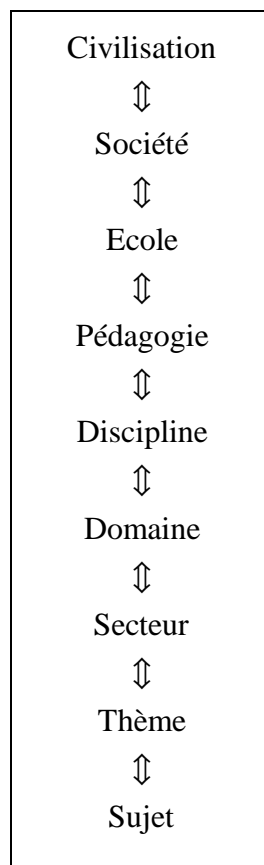 Civilisation
⇕
Société
⇕
Ecole
⇕
Pédagogie
⇕
Discipline
⇕
Domaine
⇕
Secteur
⇕
Thème
⇕
Sujet